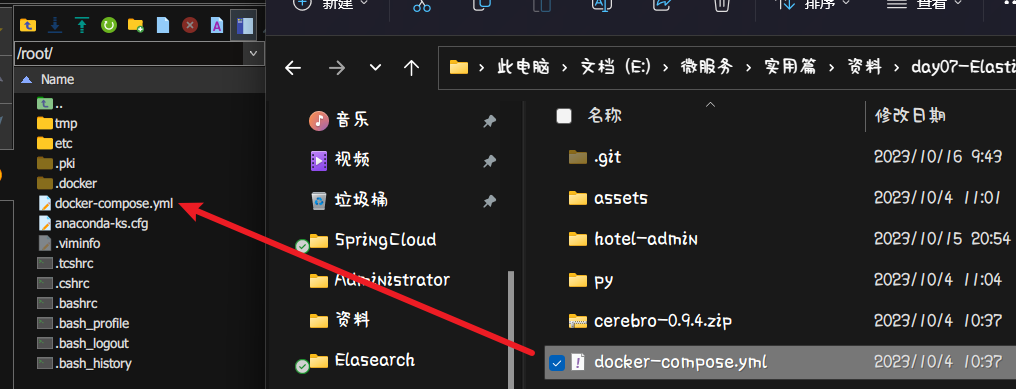 /root/
Name
..
tmp
etc
.pki
.docker
docker-compose.yml
anaconda-ks.cfg
.viminfo
.tcshrc
.cshrc
.bashrc
.bash_profile
.bash_logout
.bash_history
新建
排序
查看
此电脑 › 文档 (E:) › 微服务 › 实用篇 › 资料 › day07-Elasti
音乐
视频
垃圾桶
SpringCloud
Administrator
资料
Elasearch
名称 修改日期
.git 2023/10/16 9:43
assets 2023/10/4 11:01
hotel-admin 2023/10/15 20:54
py 2023/10/4 11:04
cerebro-0.9.4.zip 2023/10/4 10:37
docker-compose.yml 2023/10/4 10:37